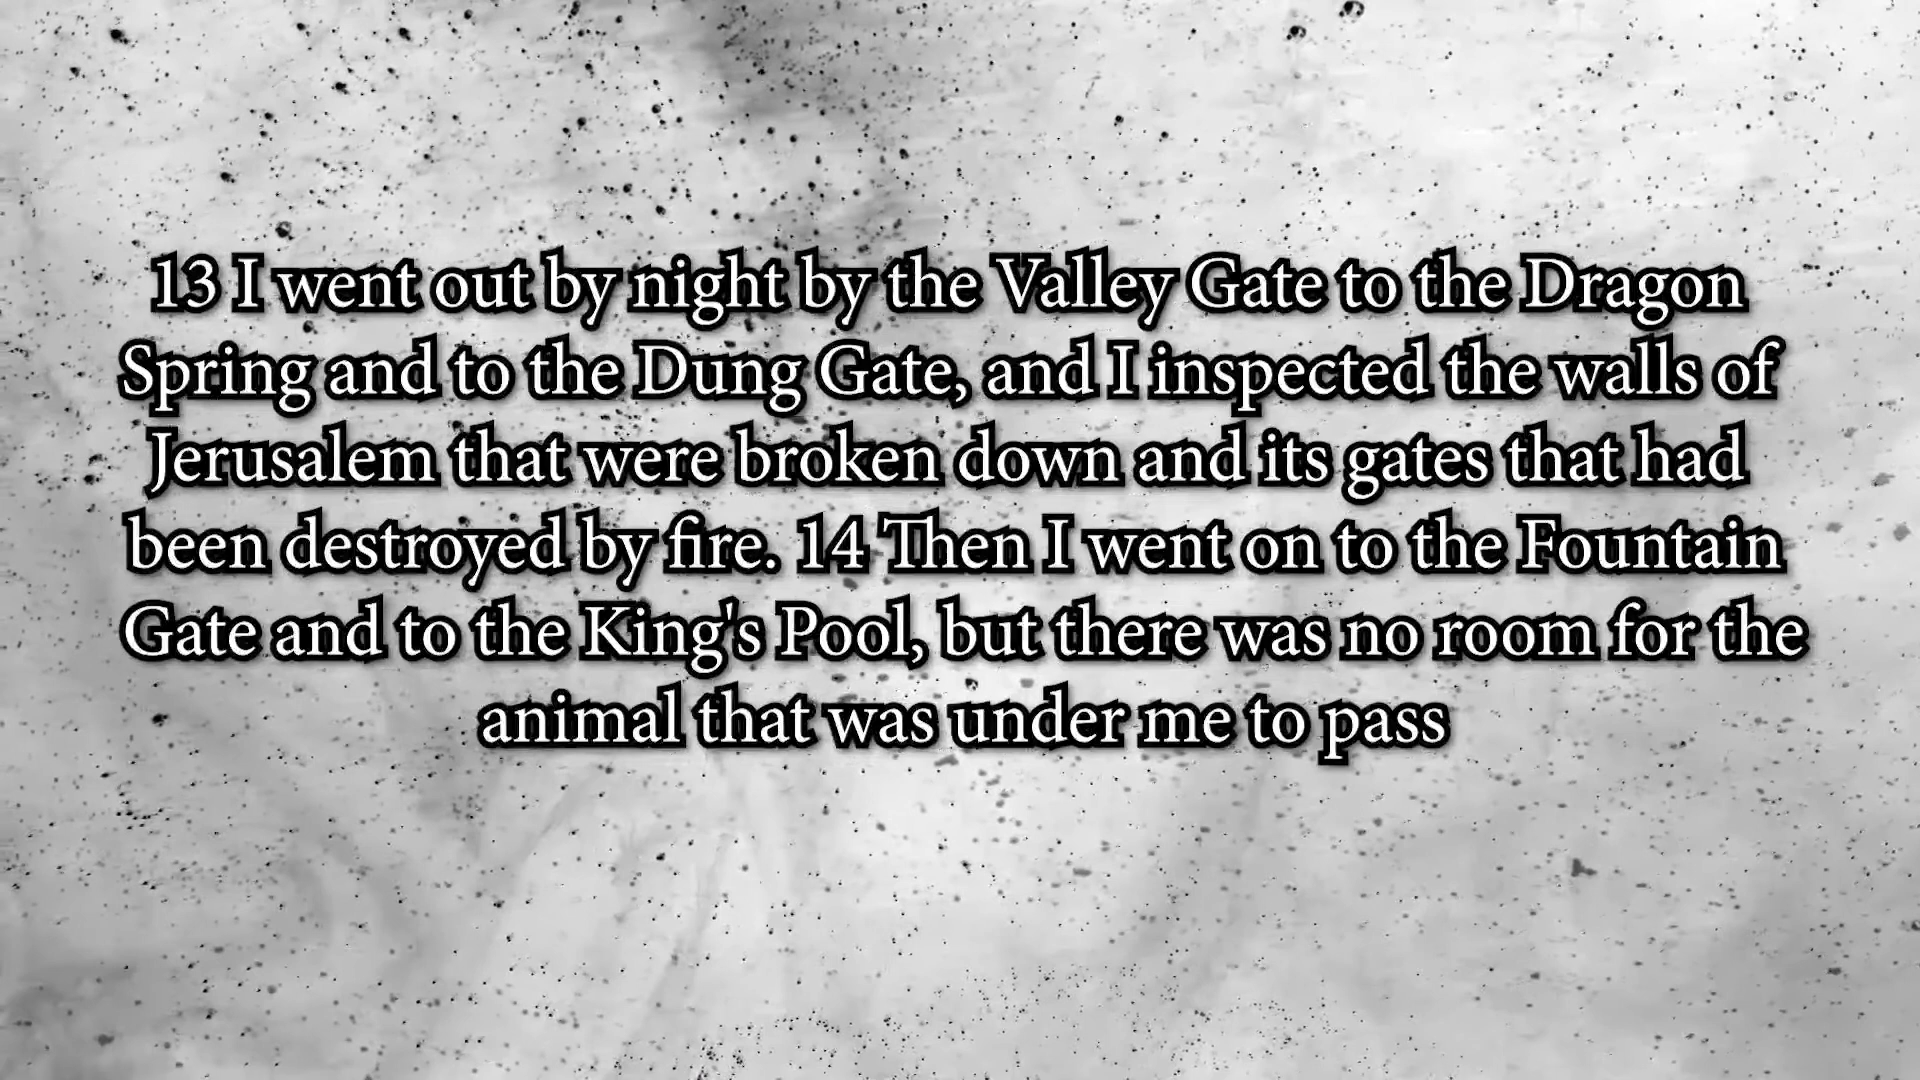 13 I went out by night by the Valley Gate to the Dragon
Spring and to the Dung Gate, and I inspected the walls of
Jerusalem that were broken down and its gates that had
been destroyed by fire. 14 Then I went on to the Fountain
Gate and to the King's Pool, but there was no room for the
animal that was under me to pass